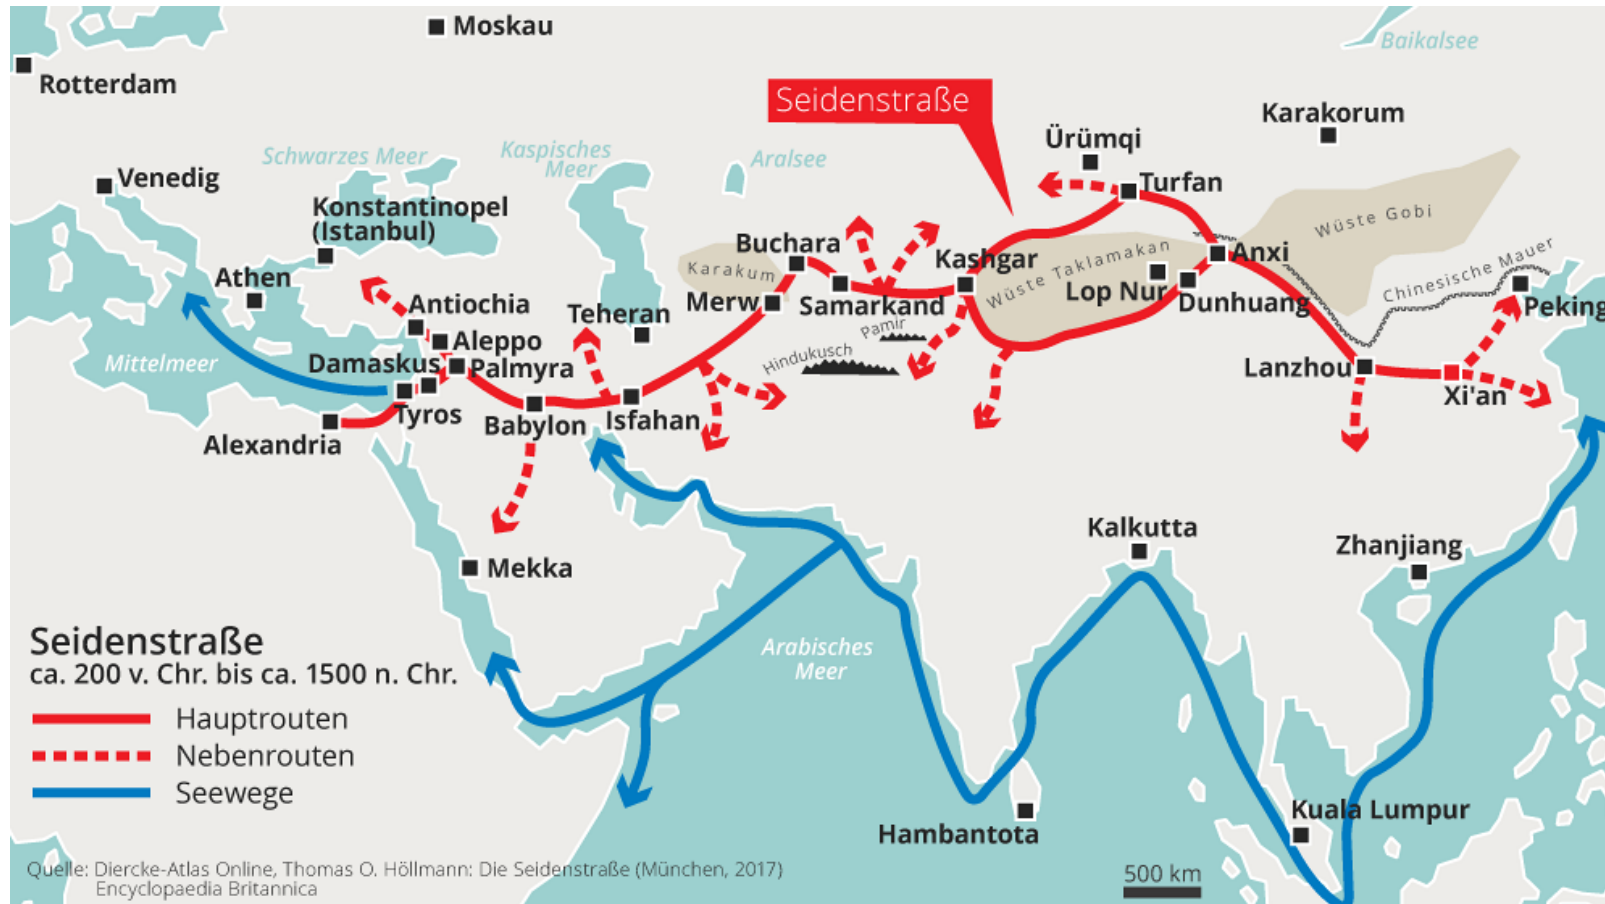 Moskau
Baikalsee
Rotterdam
Seidenstraße
Karakorum
Ürümqi
Schwarzes Meer
Kaspisches
Meer
Aralsee
Venedig
Turfan
Konstantinopel
(Istanbul)
Wüste Gobi
Buchara
Kashgar
Anxi
Athen
Karakum
Wüste Taklamakan
Chinesische Mauer
Antiochia
Teheran
Merw
Samarkand
Lop Nur
Dunhuang
Peking
Pamir
Aleppo
Hindukusch
Mittelmeer
Damaskus
Palmyra
Lanzhou
Xi'an
Tyros
Babylon
Isfahan
Alexandria
Kalkutta
Zhanjiang
Mekka
Arabisches
Meer
Seidenstraße
ca. 200 v. Chr. bis ca. 1500 n. Chr.
Hauptrouten
Nebenrouten
Seewege
Kuala Lumpur
Hambantota
500 km
Quelle: Diercke-Atlas Online, Thomas O. Höllmann: Die Seidenstraße (München, 2017)
Encyclopaedia Britannica